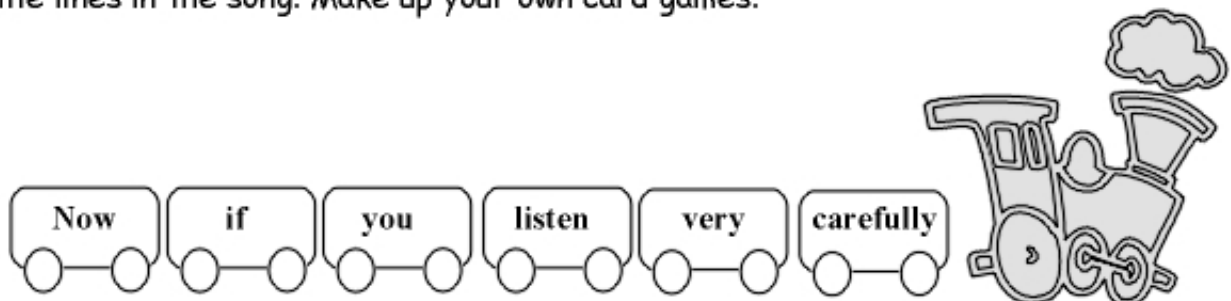 lines in the song. Make up your own card games.
Now if you listen very carefully